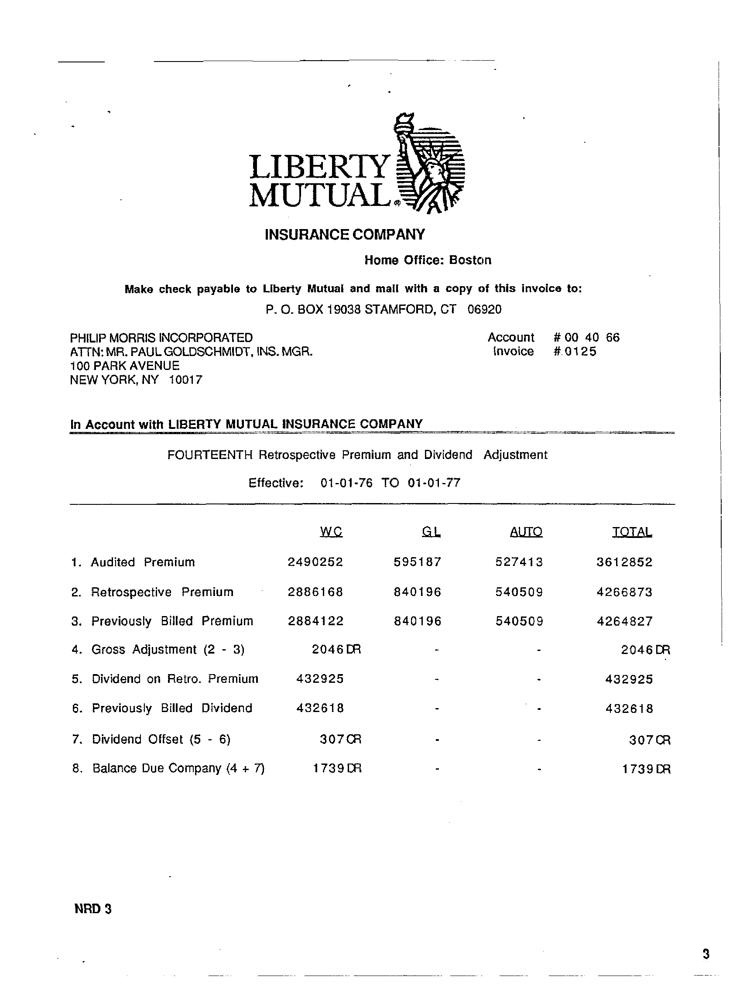 LIBERTY
MUTUAL.®
INSURANCE COMPANY
Home Office: Boston
Make check payable to Liberty Mutual and mail with a copy of this invoice to:
P. O. BOX 19038 STAMFORD, CT 06920
PHILIP MORRIS INCORPORATED Account # 00 40 66
ATTN: MR. PAUL GOLDSCHMIDT, INS. MGR. Invoice # 0125
100 PARK AVENUE
NEW YORK, NY 10017
In Account with LIBERTY MUTUAL INSURANCE COMPANY
FOURTEENTH Retrospective Premium and Dividend Adjustment
Effective: 01-01-76 TO 01-01-77
WC GL AUTO TOTAL
1. Audited Premium 2490252 595187 527413 3612852
2. Retrospective Premium 2886168 840196 540509 4266873
3. Previously Billed Premium 2884122 840196 540509 4264827
4. Gross Adjustment (2 - 3) 2046 DR - - 2046 DR
5. Dividend on Retro. Premium 432925 - - 432925
6. Previously Billed Dividend 432618 - - 432618
7. Dividend Offset (5 - 6) 307 CR - - 307 CR
8. Balance Due Company (4 + 7) 1739 DR - - 1739 DR
NRD 3
3